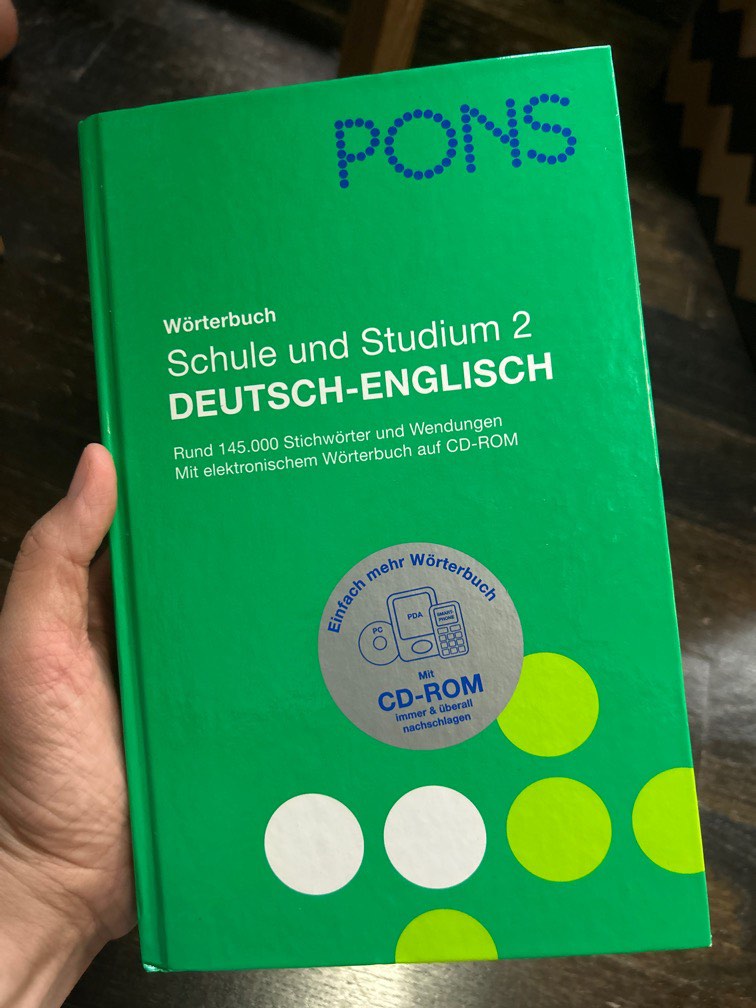 PONS
Wörterbuch
Schule und Studium 2
DEUTSCH-ENGLISCH
Rund 145.000 Stichwörter und Wendungen
Mit elektronischem Wörterbuch auf CD-ROM
Einfach mehr Wörterbuch
PC
PDA
SMART-
PHONE
Mit
CD-ROM
immer & überall
nachschlagen